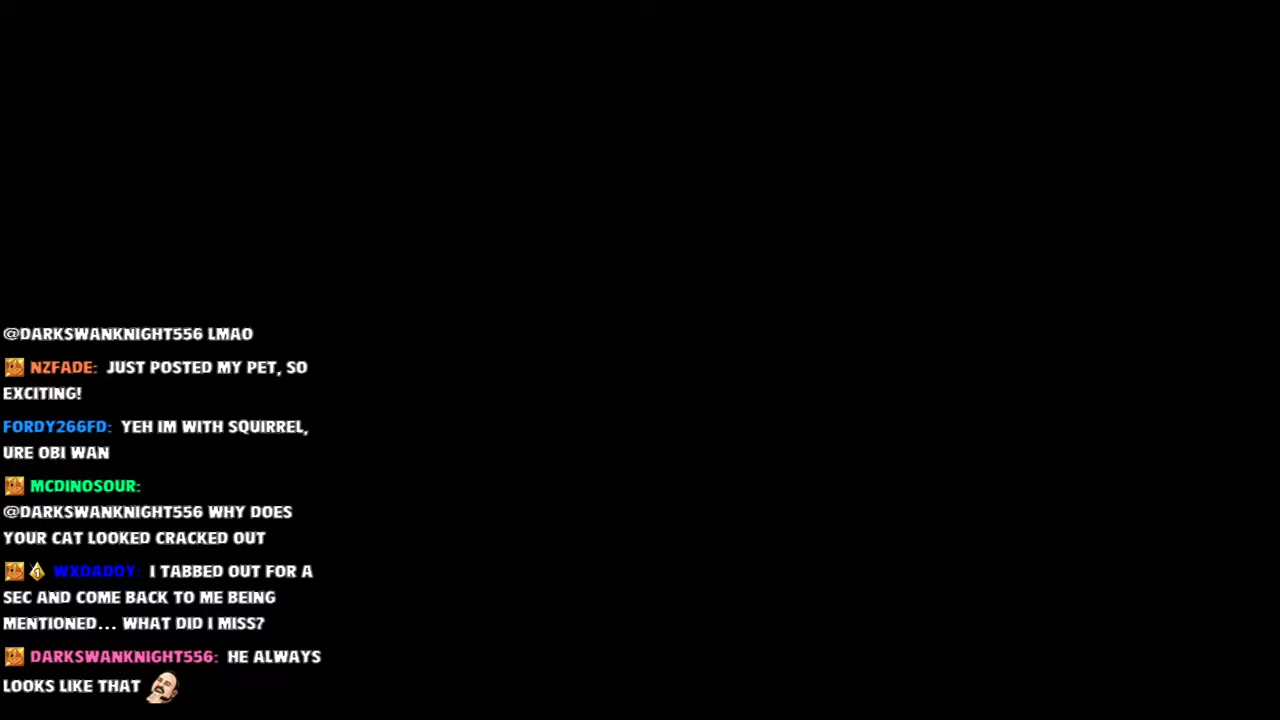 @DARKSWANKNIGHT556 LMAO
NZFADE: JUST POSTED MY PET, SO
EXCITING!
FORDY266FD: YEH IM WITH SQUIRREL,
URE OBI WAN
MCDINOSOUR:
@DARKSWANKNIGHT556 WHY DOES
YOUR CAT LOOKED CRACKED OUT
1 WXDADDY: I TABBED OUT FOR A
SEC AND COME BACK TO ME BEING
MENTIONED... WHAT DID I MISS?
DARKSWANKNIGHT556: HE ALWAYS
LOOKS LIKE THAT